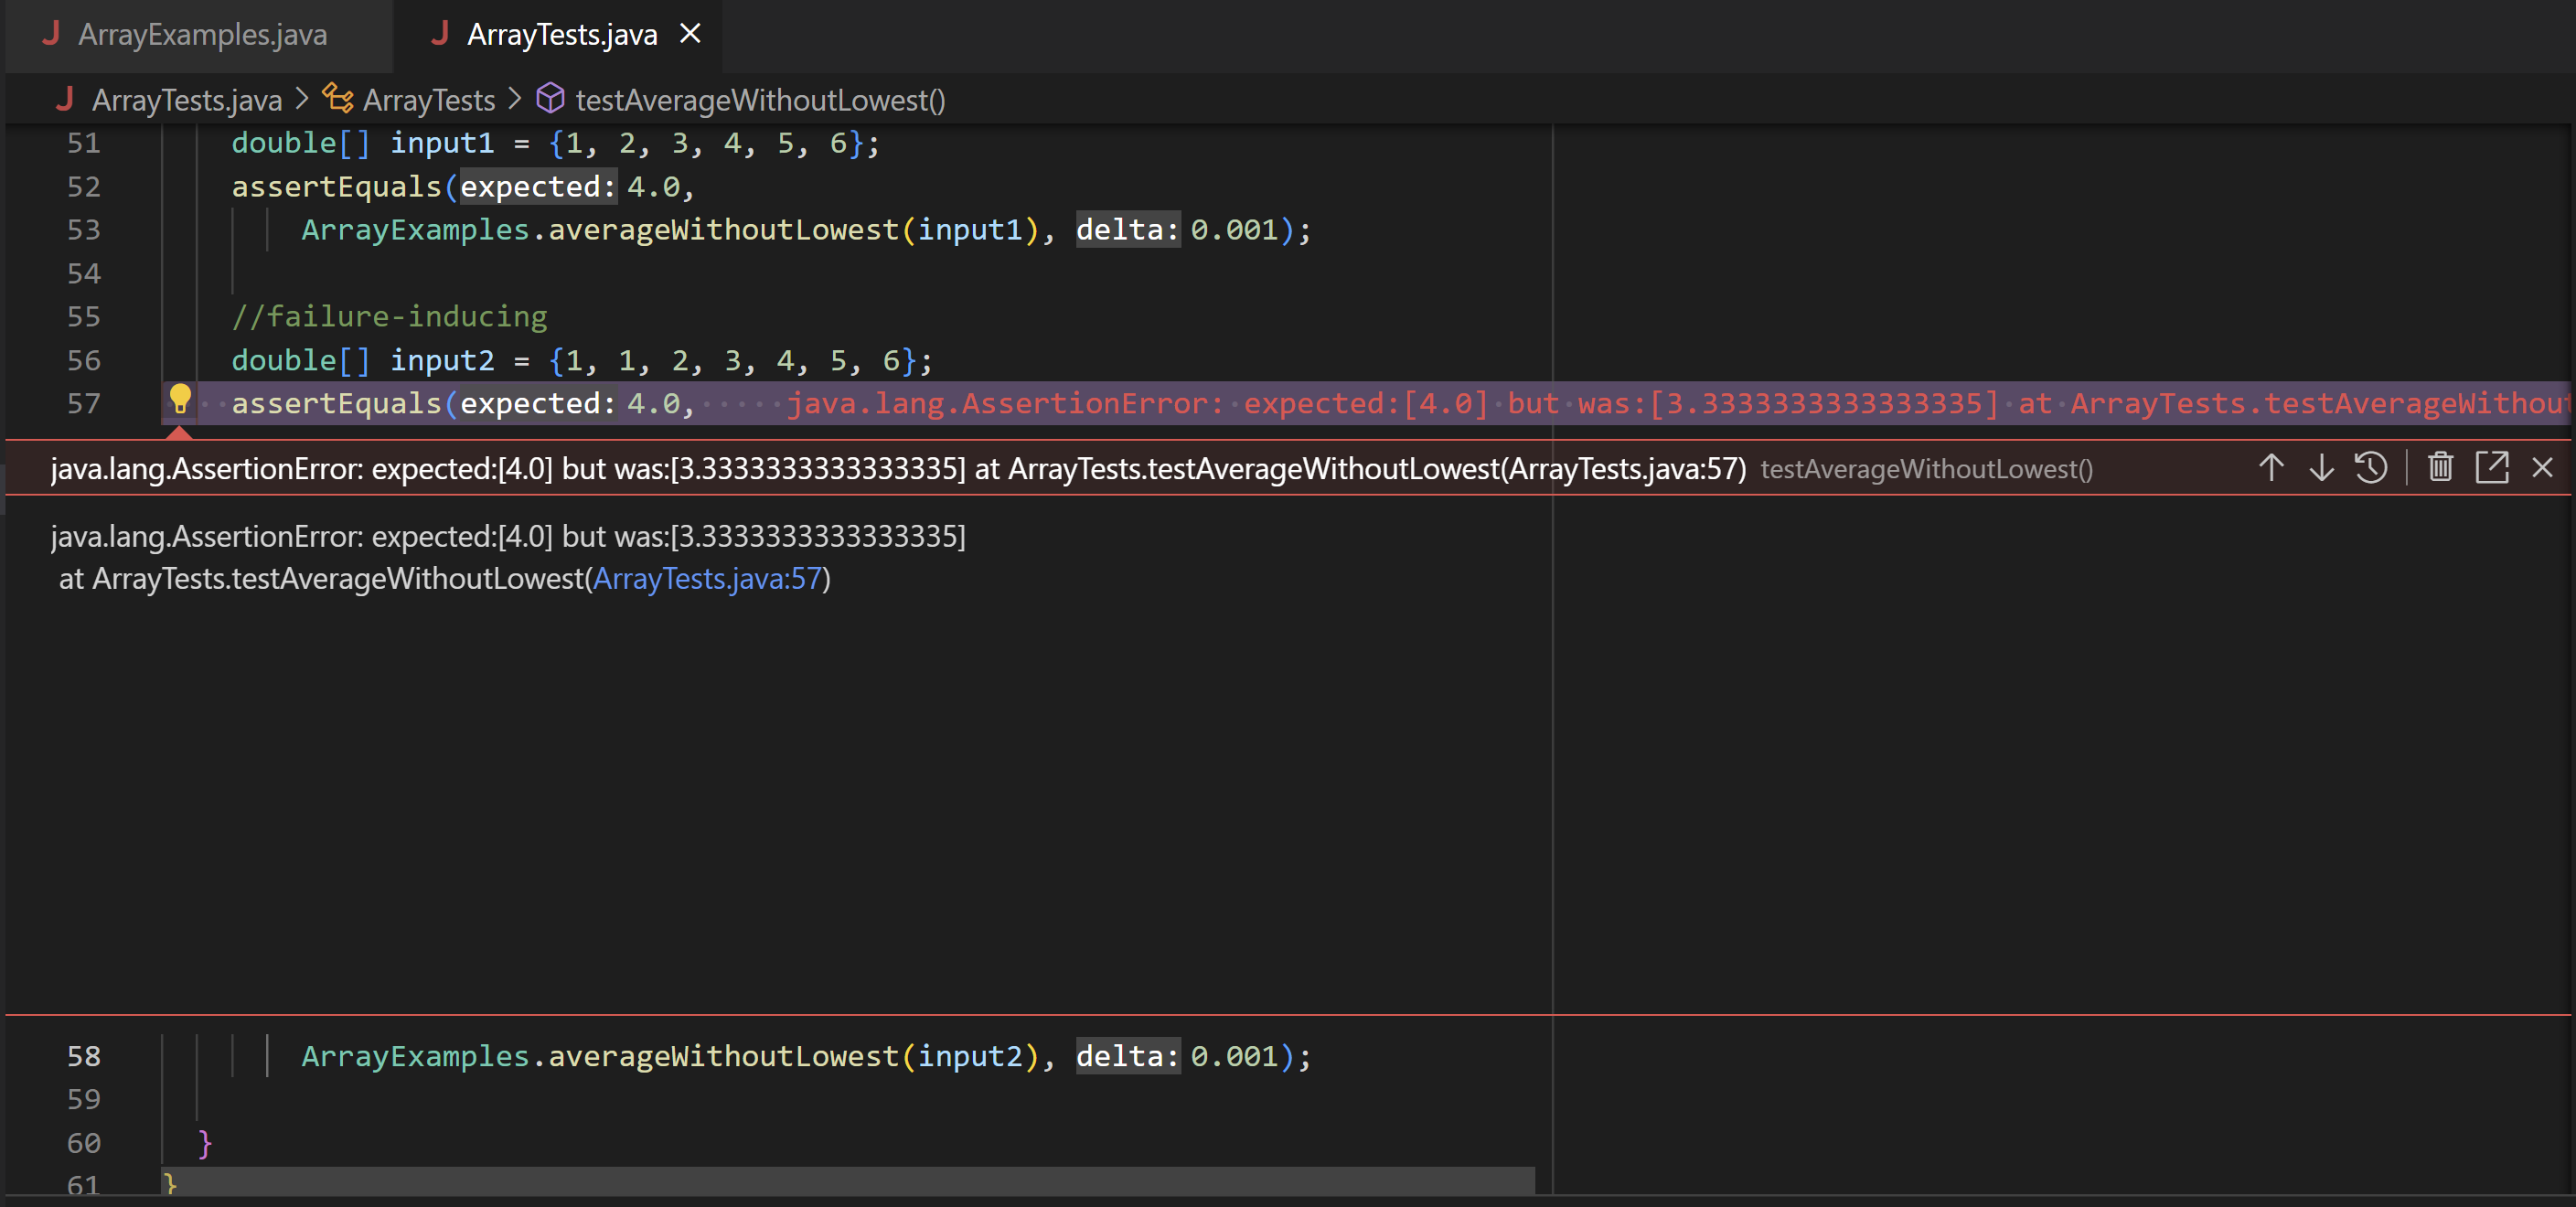 ArrayExamples.java
ArrayTests.java
ArrayTests.java > ArrayTests > testAverageWithoutLowest()
51 double[] input1 = {1, 2, 3, 4, 5, 6};
52 assertEquals(expected: 4.0,
53 ArrayExamples.averageWithoutLowest(input1), delta: 0.001);
54
55 //failure-inducing
56 double[] input2 = {1, 1, 2, 3, 4, 5, 6};
57 assertEquals(expected: 4.0, java.lang.AssertionError: expected:[4.0] but was:[3.3333333333333335] at ArrayTests.testAverageWithout
java.lang.AssertionError: expected:[4.0] but was:[3.3333333333333335] at ArrayTests.testAverageWithoutLowest(ArrayTests.java:57) testAverageWithoutLowest()
java.lang.AssertionError: expected:[4.0] but was:[3.3333333333333335]
at ArrayTests.testAverageWithoutLowest(ArrayTests.java:57)
58 ArrayExamples.averageWithoutLowest(input2), delta: 0.001);
59
60 }
61 }